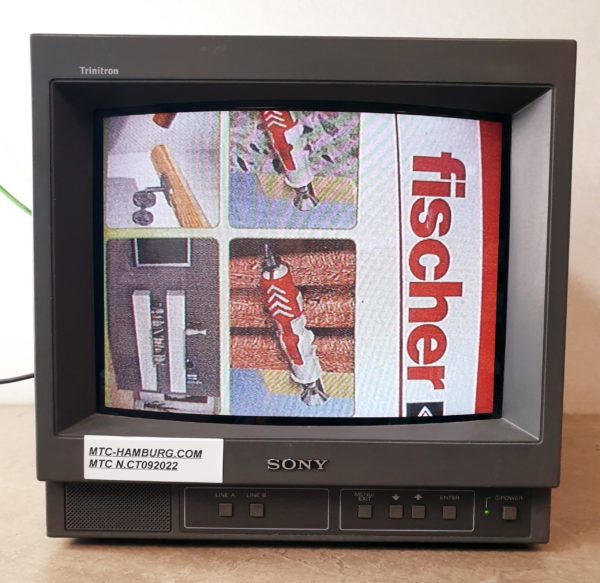 Trinitron
fischer
MTC-HAMBURG.COM
MTC N.CT092022
SONY
LINE A
LINE B
MENU/
EXIT
ENTER
POWER